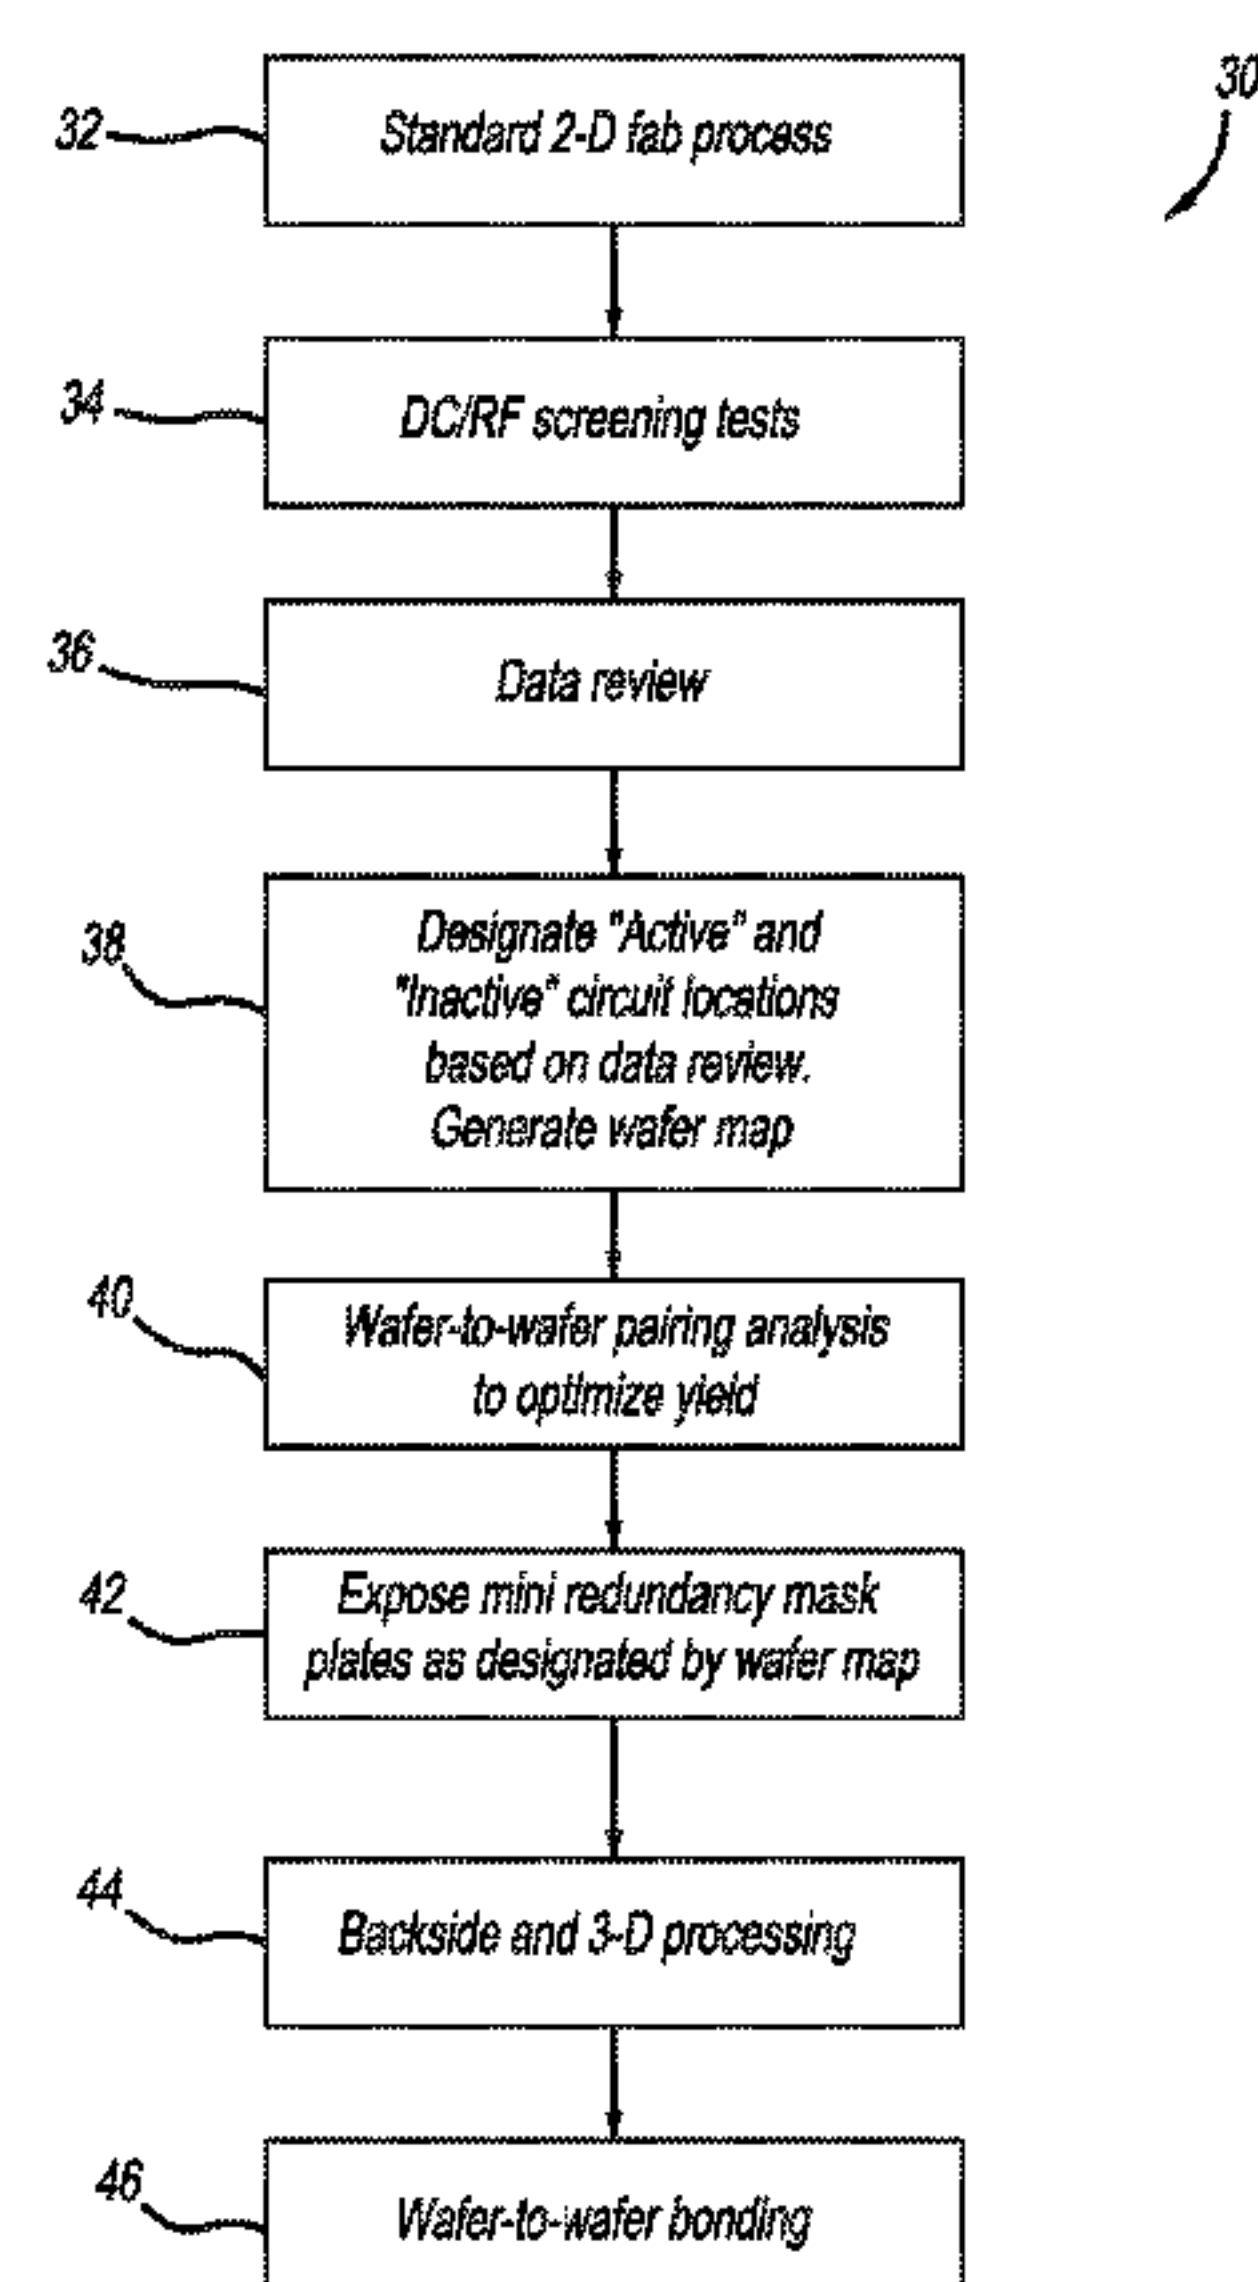 30
32
Standard 2-D fab process
34
DC/RF screening tests
36
Data review
38
Designate "Active" and
"Inactive" circuit locations
based on data review.
Generate wafer map
40
Wafer-to-wafer pairing analysis
to optimize yield
42
Expose mini redundancy mask
plates as designated by wafer map
44
Backside and 3-D processing
46
Wafer-to-wafer bonding